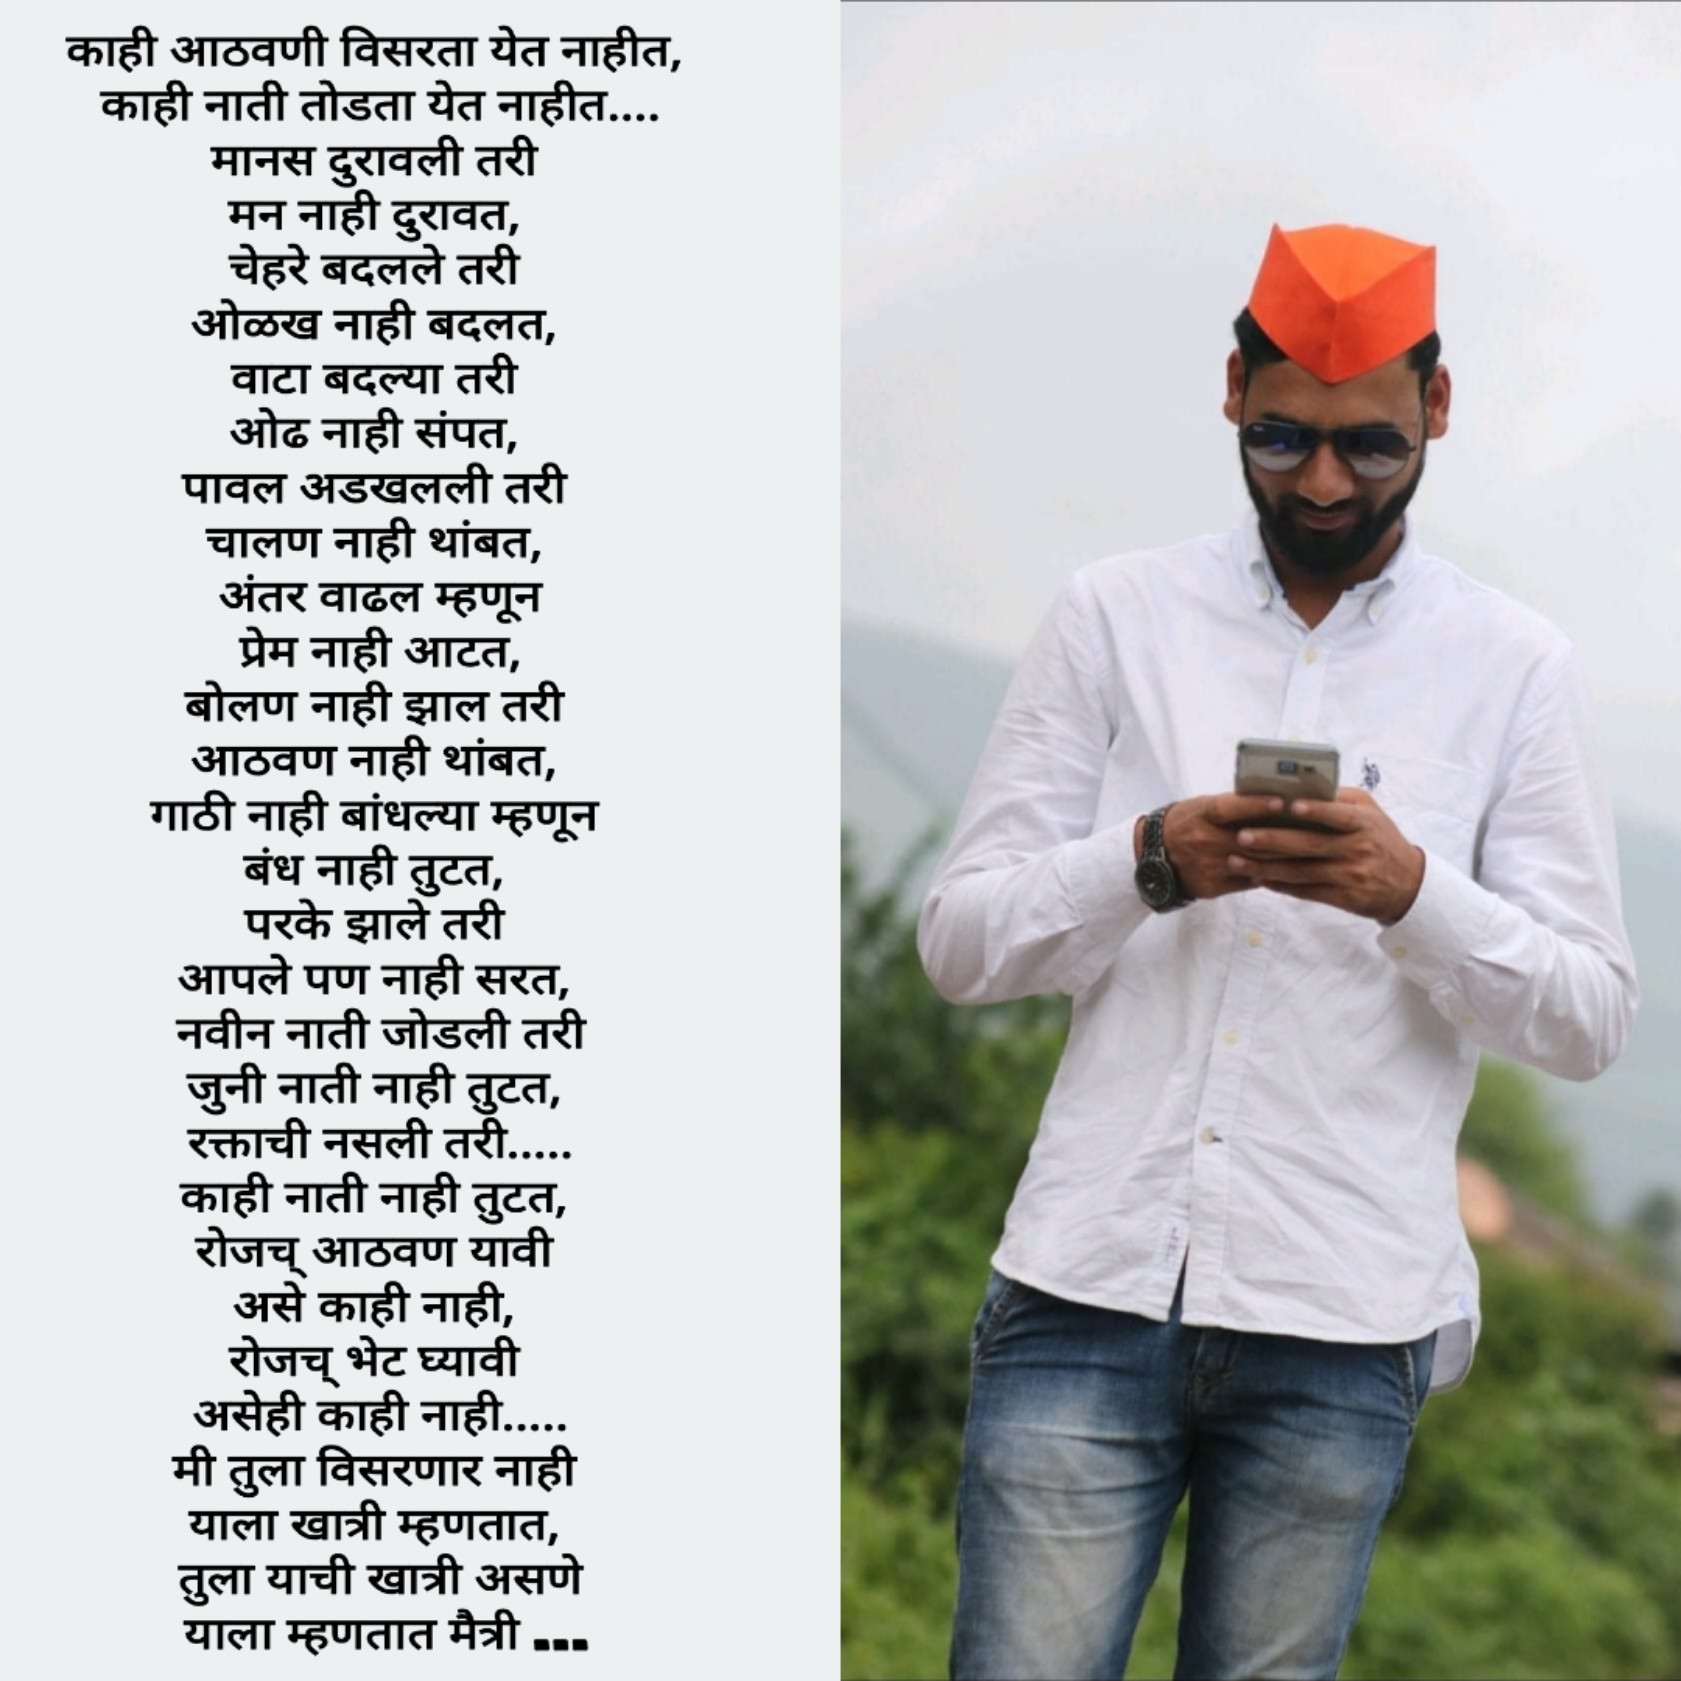 काही आठवणी विसरता येत नाहीत,
काही नाती तोडता येत नाहीत....
मानस दुरावली तरी
मन नाही दुरावत,
चेहरे बदलले तरी
ओळख नाही बदलत,
वाटा बदल्या तरी
ओढ नाही संपत,
पावल अडखलली तरी
चालण नाही थांबत,
अंतर वाढल म्हणून
प्रेम नाही आटत,
बोलण नाही झाल तरी
आठवण नाही थांबत,
गाठी नाही बांधल्या म्हणून
बंध नाही तुटत,
परके झाले तरी
आपले पण नाही सरत,
नवीन नाती जोडली तरी
जुनी नाती नाही तुटत,
रक्ताची नसली तरी.....
काही नाती नाही तुटत,
रोजच् आठवण यावी
असे काही नाही,
रोजच् भेट घ्यावी
असेही काही नाही.....
मी तुला विसरणार नाही
याला खात्री म्हणतात,
तुला याची खात्री असणे
याला म्हणतात मैत्री ...